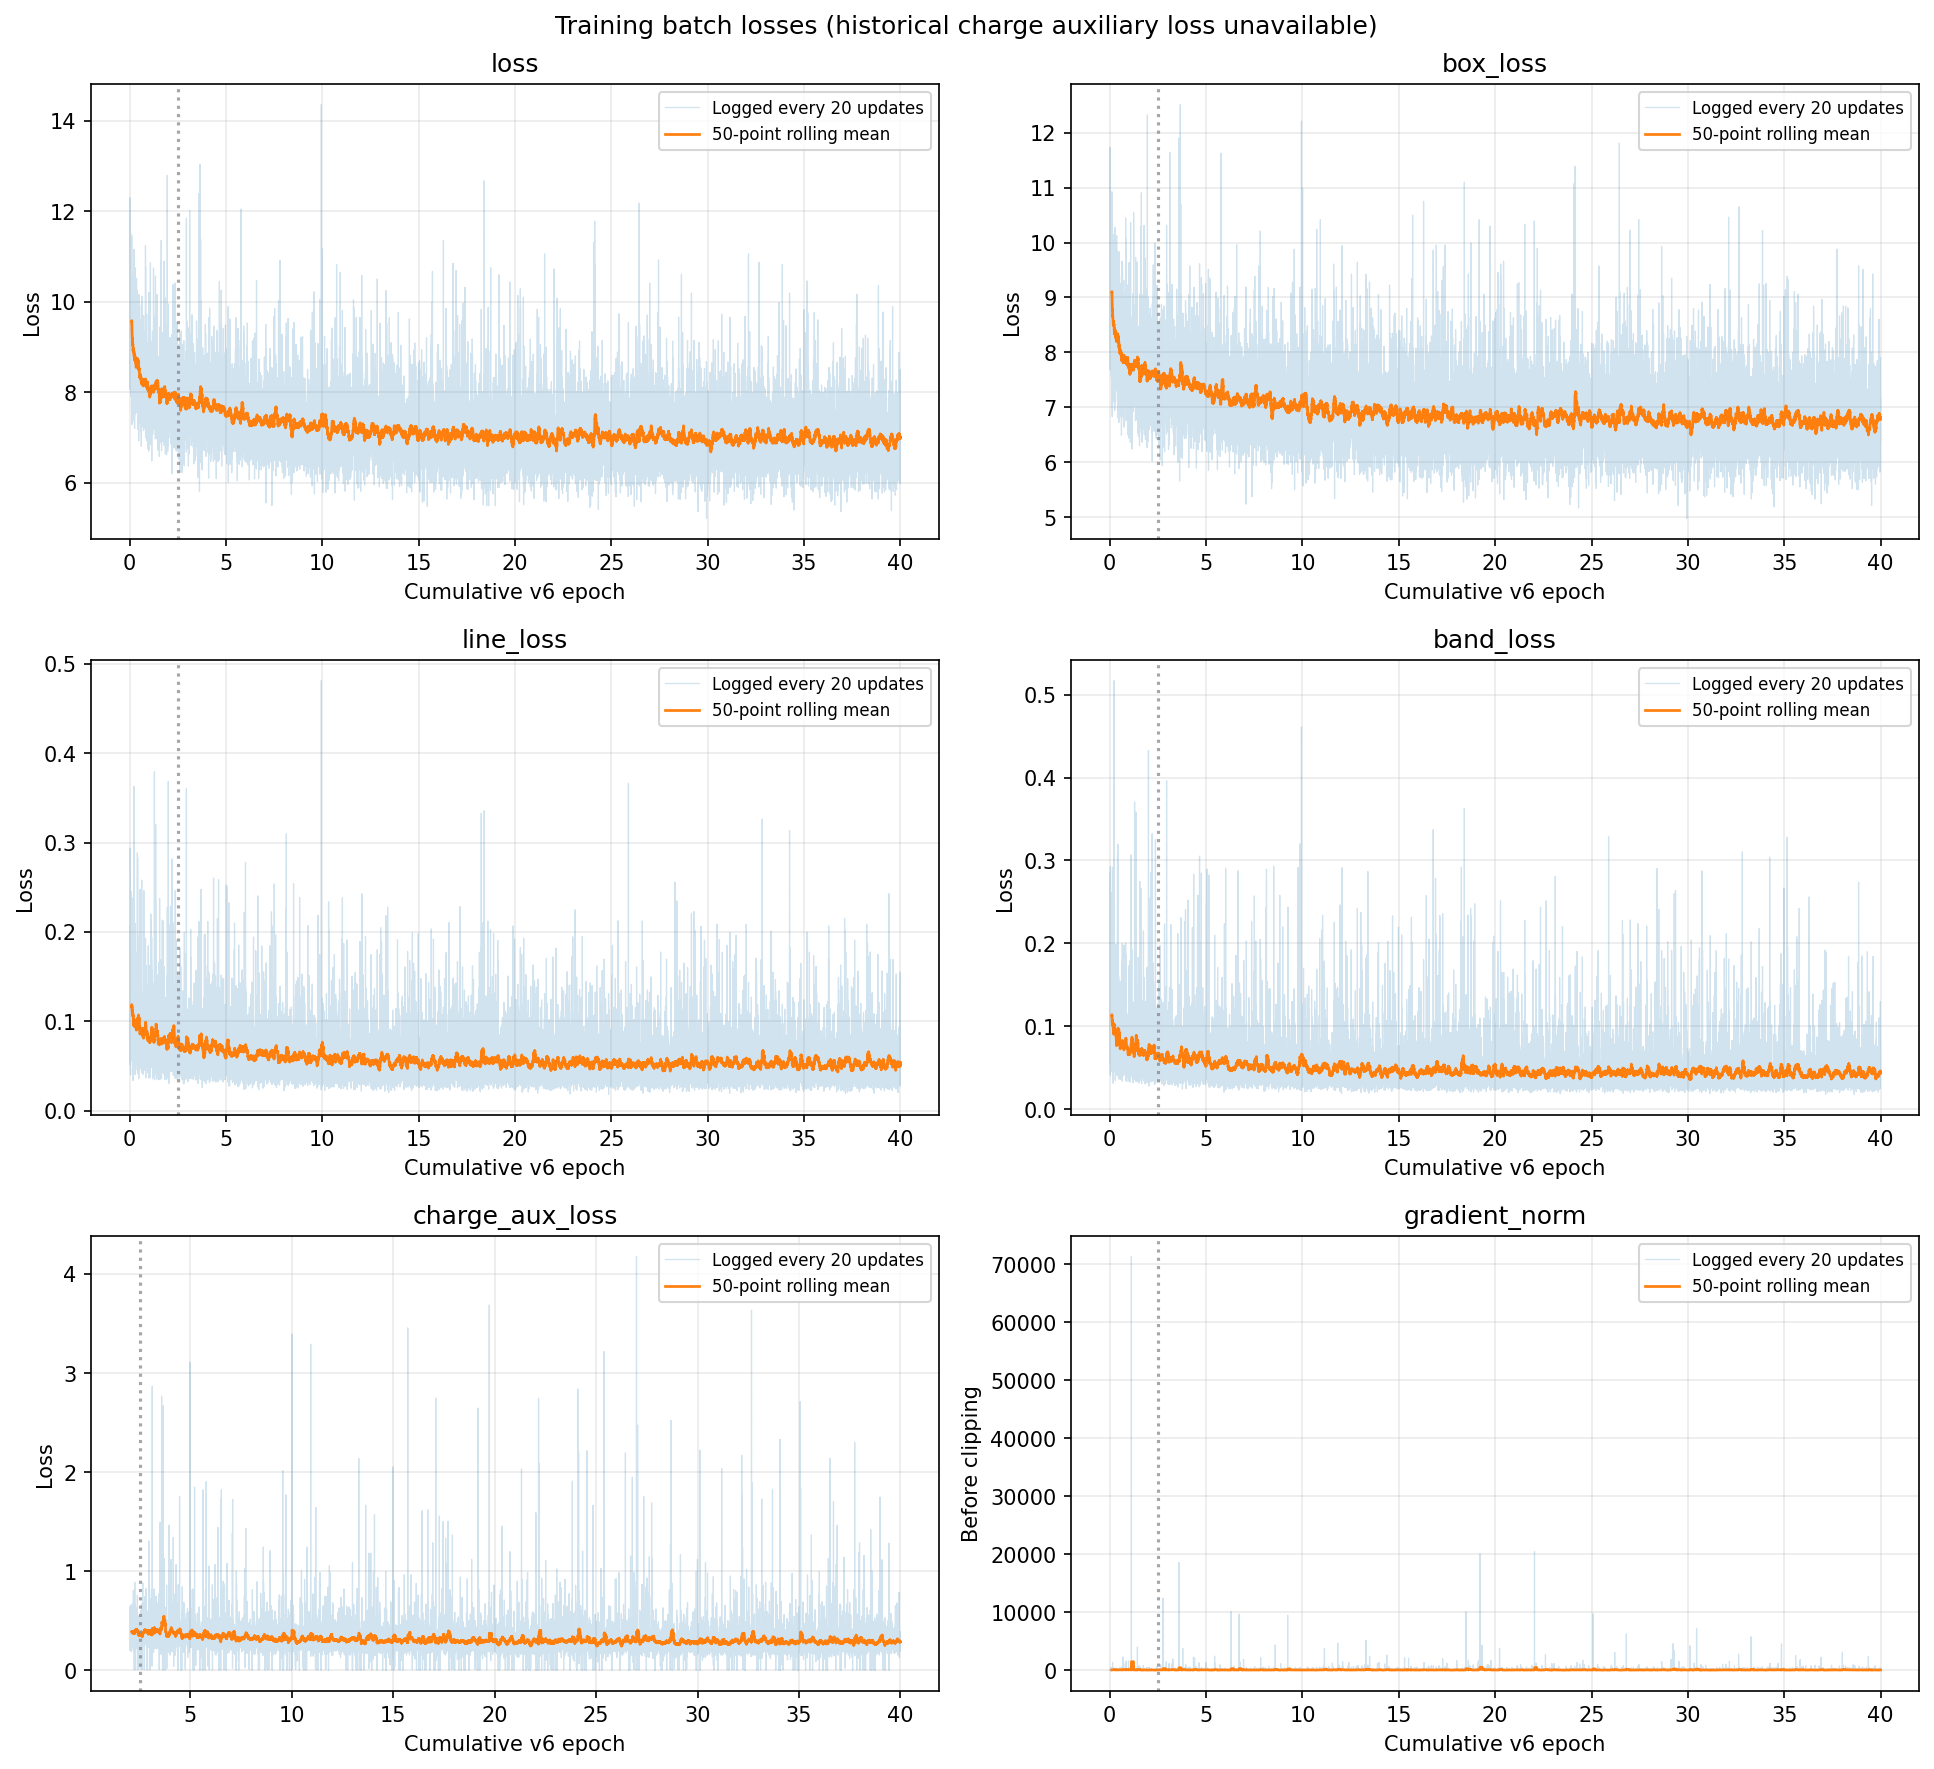 Training batch losses (historical charge auxiliary loss unavailable)
loss
Loss
14
12
10
8
6
Logged every 20 updates
50-point rolling mean
0 5 10 15 20 25 30 35 40
Cumulative v6 epoch
box_loss
Loss
12
11
10
9
8
7
6
5
Logged every 20 updates
50-point rolling mean
0 5 10 15 20 25 30 35 40
Cumulative v6 epoch
line_loss
Loss
0.5
0.4
0.3
0.2
0.1
0.0
Logged every 20 updates
50-point rolling mean
0 5 10 15 20 25 30 35 40
Cumulative v6 epoch
band_loss
Loss
0.5
0.4
0.3
0.2
0.1
0.0
Logged every 20 updates
50-point rolling mean
0 5 10 15 20 25 30 35 40
Cumulative v6 epoch
charge_aux_loss
Loss
4
3
2
1
0
Logged every 20 updates
50-point rolling mean
5 10 15 20 25 30 35 40
Cumulative v6 epoch
gradient_norm
Before clipping
70000
60000
50000
40000
30000
20000
10000
0
Logged every 20 updates
50-point rolling mean
0 5 10 15 20 25 30 35 40
Cumulative v6 epoch